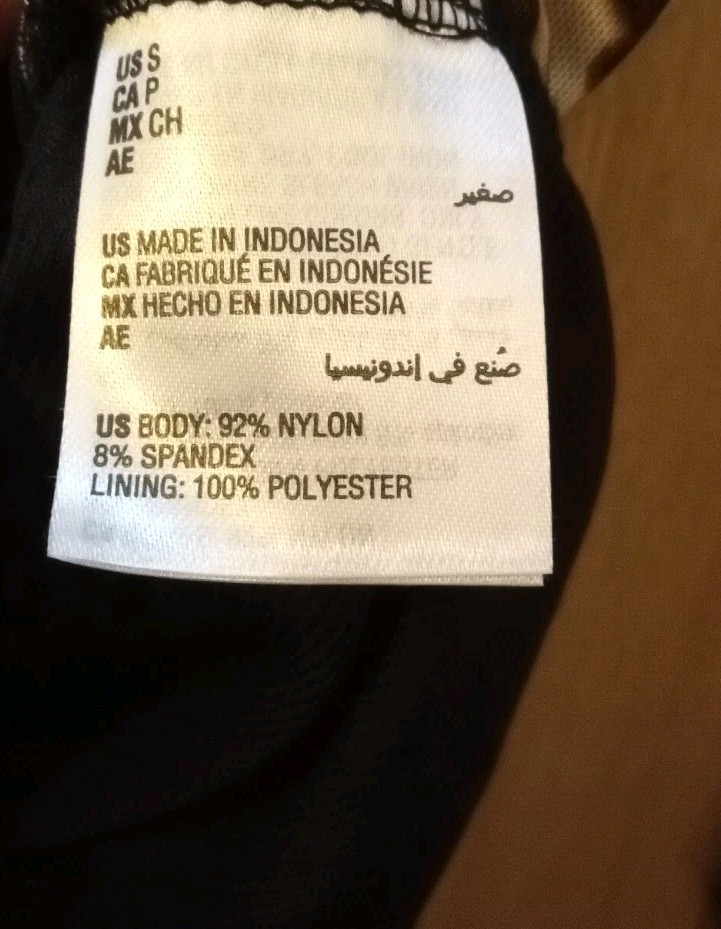 US S
CA P
MX CH
AE
صغير
US MADE IN INDONESIA
CA FABRIQUÉ EN INDONÉSIE
MX HECHO EN INDONESIA
AE
صُنع في إندونيسيا
US BODY: 92% NYLON
8% SPANDEX
LINING: 100% POLYESTER